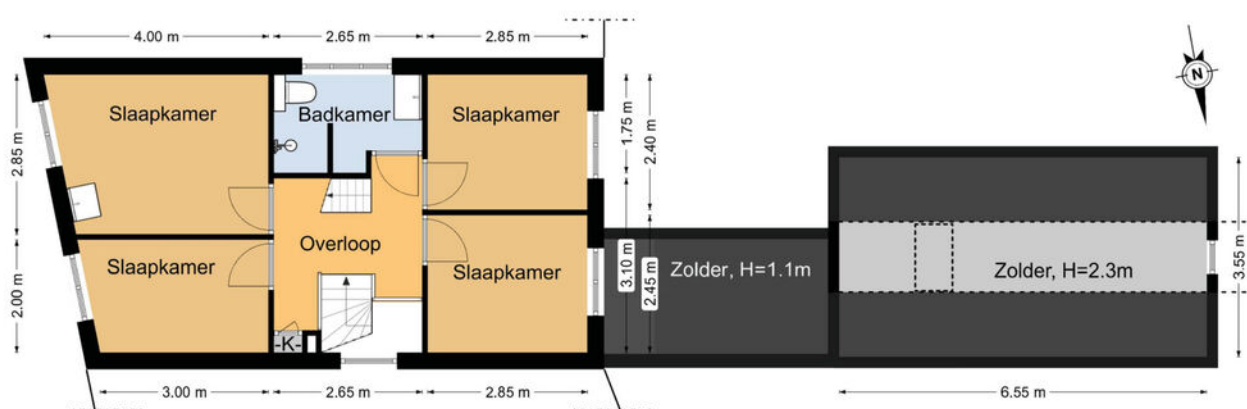 4.00 m
2.65 m
2.85 m
N
Slaapkamer
Badkamer
Slaapkamer
2.85 m
1.75 m
2.40 m
Overloop
Slaapkamer
Slaapkamer
Zolder, H=1.1m
Zolder, H=2.3m
2.00 m
3.10 m
2.45 m
3.55 m
-K-
3.00 m
2.65 m
2.85 m
6.55 m